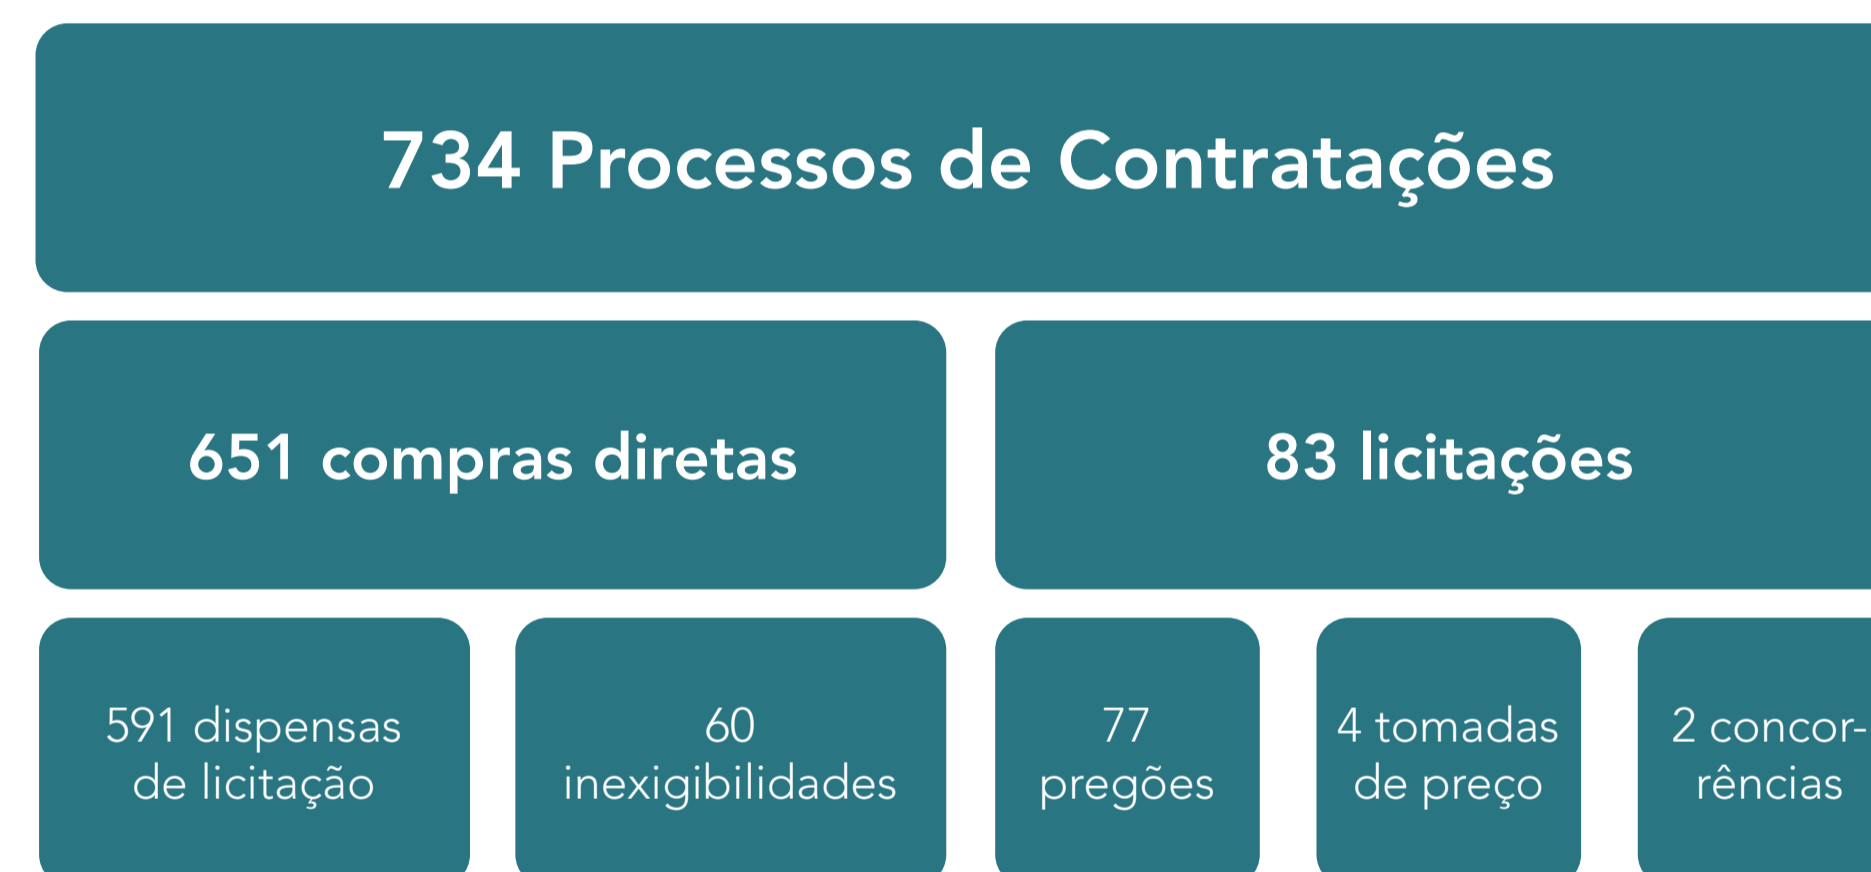 734 Processos de Contratações
651 compras diretas
83 licitações
591 dispensas
de licitação
60
inexigibilidades
77
pregões
4 tomadas
de preço
2 concor-
rências